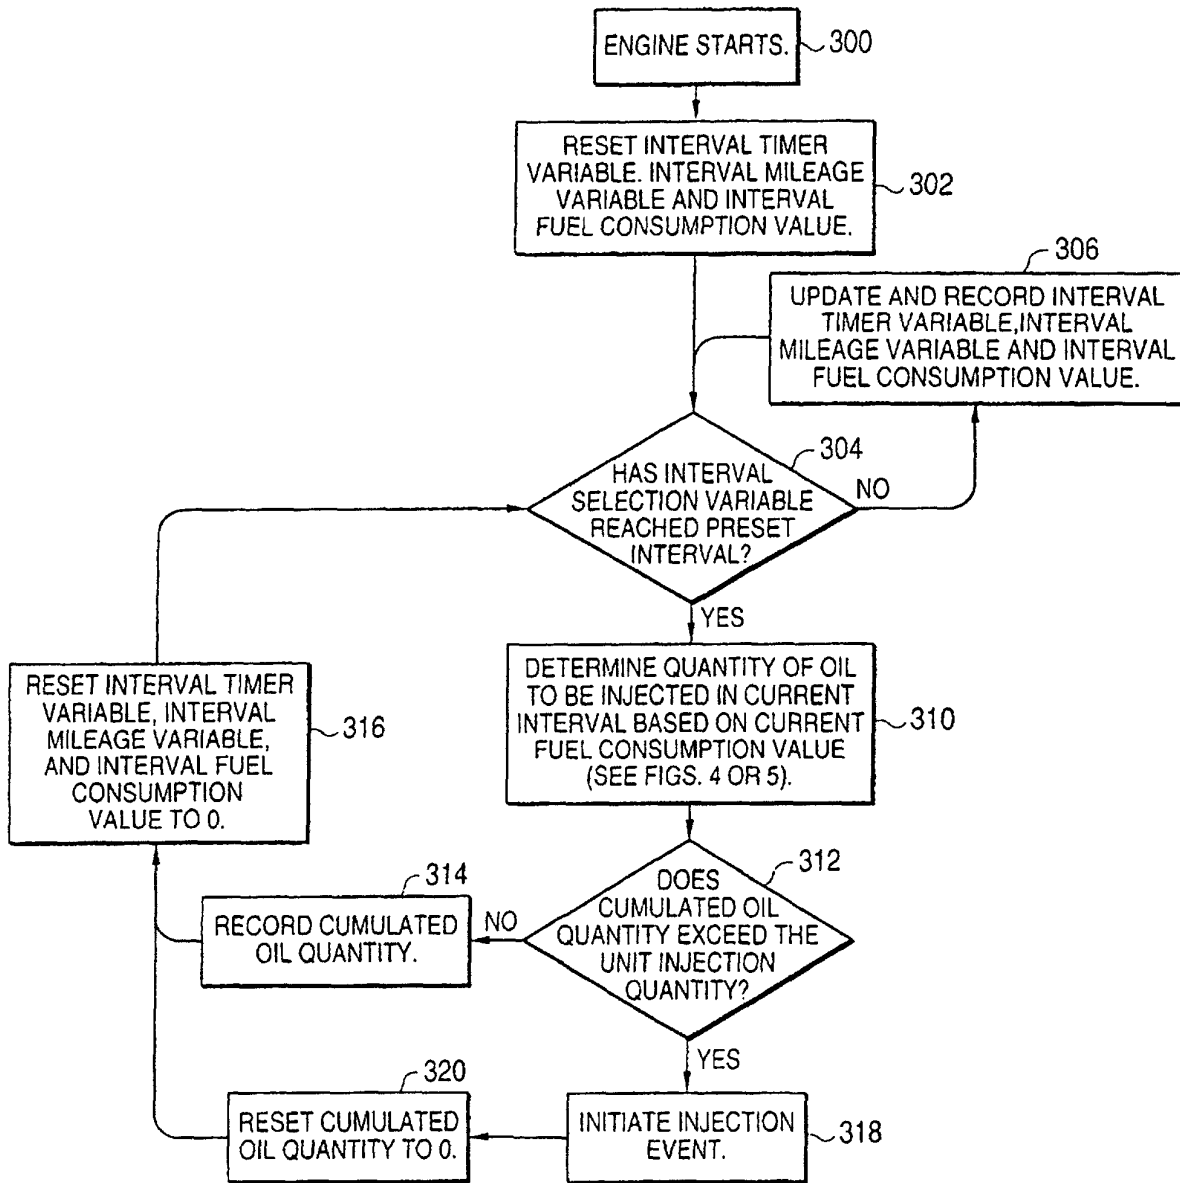 ENGINE STARTS.
300
RESET INTERVAL TIMER
VARIABLE. INTERVAL MILEAGE
VARIABLE AND INTERVAL
FUEL CONSUMPTION VALUE.
302
306
UPDATE AND RECORD INTERVAL
TIMER VARIABLE,INTERVAL
MILEAGE VARIABLE AND INTERVAL
FUEL CONSUMPTION VALUE.
304
HAS INTERVAL
SELECTION VARIABLE
REACHED PRESET
INTERVAL?
NO
YES
DETERMINE QUANTITY OF OIL
TO BE INJECTED IN CURRENT
INTERVAL BASED ON CURRENT
FUEL CONSUMPTION VALUE
(SEE FIGS. 4 OR 5).
310
RESET INTERVAL TIMER
VARIABLE, INTERVAL
MILEAGE VARIABLE,
AND INTERVAL FUEL
CONSUMPTION
VALUE TO 0.
316
312
DOES
CUMULATED OIL
QUANTITY EXCEED THE
UNIT INJECTION
QUANTITY?
NO
314
RECORD CUMULATED
OIL QUANTITY.
YES
320
RESET CUMULATED
OIL QUANTITY TO 0.
INITIATE INJECTION
EVENT.
318